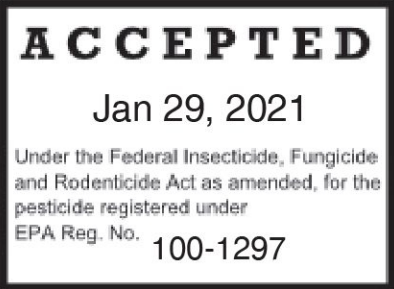 ACCEPTED
Jan 29, 2021
Under the Federal Insecticide, Fungicide
and Rodenticide Act as amended, for the
pesticide registered under
EPA Reg. No. 100-1297